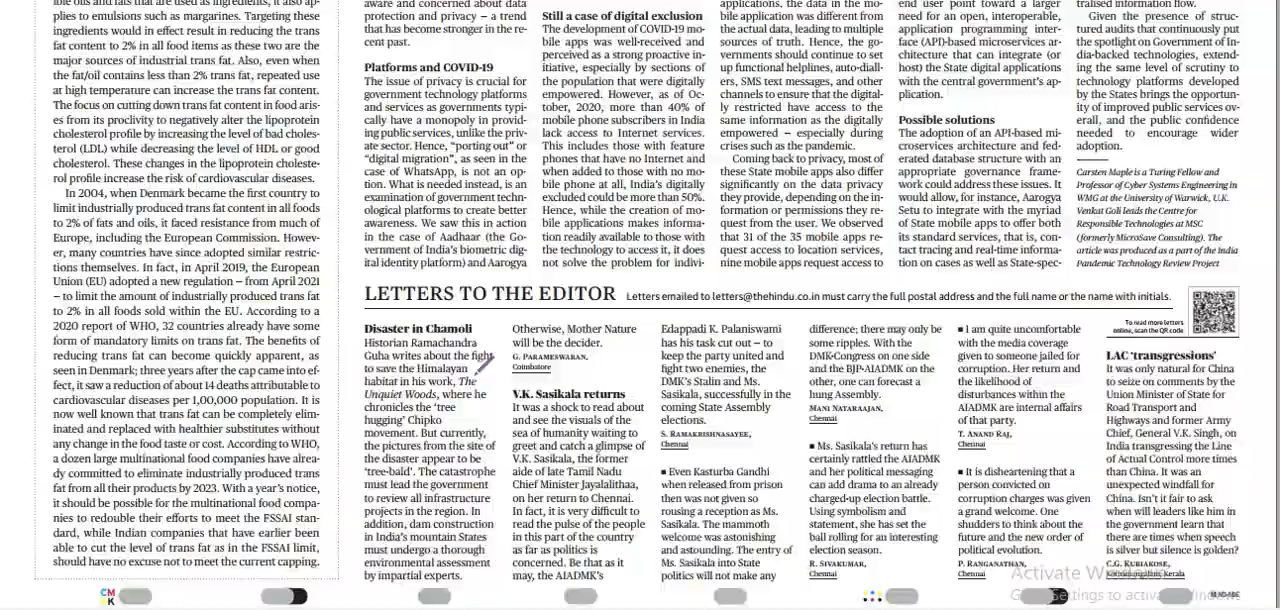 ible oils and fats that are used as ingredients, it also ap-
plies to emulsions such as margarines. Targeting these
ingredients would in effect result in reducing the trans
fat content to 2% in all food items as these two are the
major sources of industrial trans fat. Also, even when
the fat/oil contains less than 2% trans fat, repeated use
at high temperature can increase the trans fat content.
The focus on cutting down trans fat content in food aris-
es from its proclivity to negatively alter the lipoprotein
cholesterol profile by increasing the level of bad choles-
terol (LDL) while decreasing the level of HDL or good
cholesterol. These changes in the lipoprotein choleste-
rol profile increase the risk of cardiovascular diseases.
In 2004, when Denmark became the first country to
limit industrially produced trans fat content in all foods
to 2% of fats and oils, it faced resistance from much of
Europe, including the European Commission. Howev-
er, many countries have since adopted similar restric-
tions themselves. In fact, in April 2019, the European
Union (EU) adopted a new regulation – from April 2021
– to limit the amount of industrially produced trans fat
to 2% in all foods sold within the EU. According to a
2020 report of WHO, 32 countries already have some
form of mandatory limits on trans fat. The benefits of
reducing trans fat can become quickly apparent, as
seen in Denmark; three years after the cap came into ef-
fect, it saw a reduction of about 14 deaths attributable to
cardiovascular diseases per 1,00,000 population. It is
now well known that trans fat can be completely elim-
inated and replaced with healthier substitutes without
any change in the food taste or cost. According to WHO,
a dozen large multinational food companies have alrea-
dy committed to eliminate industrially produced trans
fat from all their products by 2023. With a year's notice,
it should be possible for the multinational food compa-
nies to redouble their efforts to meet the FSSAI stan-
dard, while Indian companies that have earlier been
able to cut the level of trans fat as in the FSSAI limit,
should have no excuse not to meet the current capping.
aware and concerned about data
protection and privacy – a trend
that has become stronger in the re-
cent past.
Platforms and COVID-19
The issue of privacy is crucial for
government technology platforms
and services as governments typi-
cally have a monopoly in provid-
ing public services, unlike the priv-
ate sector. Hence, "porting out" or
"digital migration", as seen in the
case of WhatsApp, is not an op-
tion. What is needed instead, is an
examination of government techn-
ological platforms to create better
awareness. We saw this in action
in the case of Aadhaar (the Go-
vernment of India's biometric dig-
ital identity platform) and Aarogya
Still a case of digital exclusion
The development of COVID-19 mo-
bile apps was well-received and
perceived as a strong proactive in-
itiative, especially by sections of
the population that were digitally
empowered. However, as of Oc-
tober, 2020, more than 40% of
mobile phone subscribers in India
lack access to Internet services.
This includes those with feature
phones that have no Internet and
when added to those with no mo-
bile phone at all, India's digitally
excluded could be more than 50%.
Hence, while the creation of mo-
bile applications makes informa-
tion readily available to those with
the technology to access it, it does
not solve the problem for indivi-
applications, the data in the mo-
bile application was different from
the actual data, leading to multiple
sources of truth. Hence, the go-
vernments should continue to set
up functional helplines, auto-diall-
ers, SMS text messages, and other
channels to ensure that the digital-
ly restricted have access to the
same information as the digitally
empowered – especially during
crises such as the pandemic.
Coming back to privacy, most of
these State mobile apps also differ
significantly on the data privacy
they provide, depending on the in-
formation or permissions they re-
quest from the user. We observed
that 31 of the 35 mobile apps re-
quest access to location services,
nine mobile apps request access to
end user point toward a larger
need for an open, interoperable,
application programming inter-
face (API)-based microservices ar-
chitecture that can integrate (or
host) the State digital applications
with the central government's ap-
plication.
Possible solutions
The adoption of an API-based mi-
croservices architecture and fed-
erated database structure with an
appropriate governance frame-
work could address these issues. It
would allow, for instance, Aarogya
Setu to integrate with the myriad
of State mobile apps to offer both
its standard services, that is, con-
tact tracing and real-time informa-
tion on cases as well as State-spec-
tralised information flow.
Given the presence of struc-
tured audits that continuously put
the spotlight on Government of In-
dia-backed technologies, extend-
ing the same level of scrutiny to
technology platforms developed
by the States brings the opportun-
ity of improved public services ov-
erall, and the public confidence
needed to encourage wider
adoption.
Carsten Maple is a Turing Fellow and
Professor of Cyber Systems Engineering in
WMG at the University of Warwick, U.K.
Venkat Goli leads the Centre for
Responsible Technologies at MSC
(formerly MicroSave Consulting). The
article was produced as a part of the India
Pandemic Technology Review Project
LETTERS TO THE EDITOR Letters emailed to letters@thehindu.co.in must carry the full postal address and the full name or the name with initials.
To read more letters
online, scan the QR code
Disaster in Chamoli
Historian Ramachandra
Guha writes about the fight
to save the Himalayan
habitat in his work, The
Unquiet Woods, where he
chronicles the 'tree
hugging' Chipko
movement. But currently,
the pictures from the site of
the disaster appear to be
'tree-bald'. The catastrophe
must lead the government
to review all infrastructure
projects in the region. In
addition, dam construction
in India's mountain States
must undergo a thorough
environmental assessment
by impartial experts.
Otherwise, Mother Nature
will be the decider.
G. PARAMESWARAN,
Coimbatore
V.K. Sasikala returns
It was a shock to read about
and see the visuals of the
sea of humanity waiting to
greet and catch a glimpse of
V.K. Sasikala, the former
aide of late Tamil Nadu
Chief Minister Jayalalithaa,
on her return to Chennai.
In fact, it is very difficult to
read the pulse of the people
in this part of the country
as far as politics is
concerned. Be that as it
may, the AIADMK's
Edappadi K. Palaniswami
has his task cut out – to
keep the party united and
fight two enemies, the
DMK's Stalin and Ms.
Sasikala, successfully in the
coming State Assembly
elections.
S. RAMAKRISHNASAYEE,
Chennai
■ Even Kasturba Gandhi
when released from prison
then was not given so
rousing a reception as Ms.
Sasikala. The mammoth
welcome was astonishing
and astounding. The entry of
Ms. Sasikala into State
politics will not make any
difference; there may only be
some ripples. With the
DMK-Congress on one side
and the BJP-AIADMK on the
other, one can forecast a
hung Assembly.
MANI NATARAAJAN,
Chennai
■ Ms. Sasikala's return has
certainly rattled the AIADMK
and her political messaging
can add drama to an already
charged-up election battle.
Using symbolism and
statement, she has set the
ball rolling for an interesting
election season.
R. SIVAKUMAR,
Chennai
■ I am quite uncomfortable
with the media coverage
given to someone jailed for
corruption. Her return and
the likelihood of
disturbances within the
AIADMK are internal affairs
of that party.
T. ANAND RAJ,
Chennai
■ It is disheartening that a
person convicted on
corruption charges was given
a grand welcome. One
shudders to think about the
future and the new order of
political evolution.
P. RANGANATHAN,
Chennai
LAC 'transgressions'
It was only natural for China
to seize on comments by the
Union Minister of State for
Road Transport and
Highways and former Army
Chief, General V.K. Singh, on
India transgressing the Line
of Actual Control more times
than China. It was an
unexpected windfall for
China. Isn't it fair to ask
when will leaders like him in
the government learn that
there are times when speech
is silver but silence is golden?
C.G. KURIAKOSE,
Kothamangalam, Kerala
Activate Windows
Go to Settings to activate Windows.
CM
K